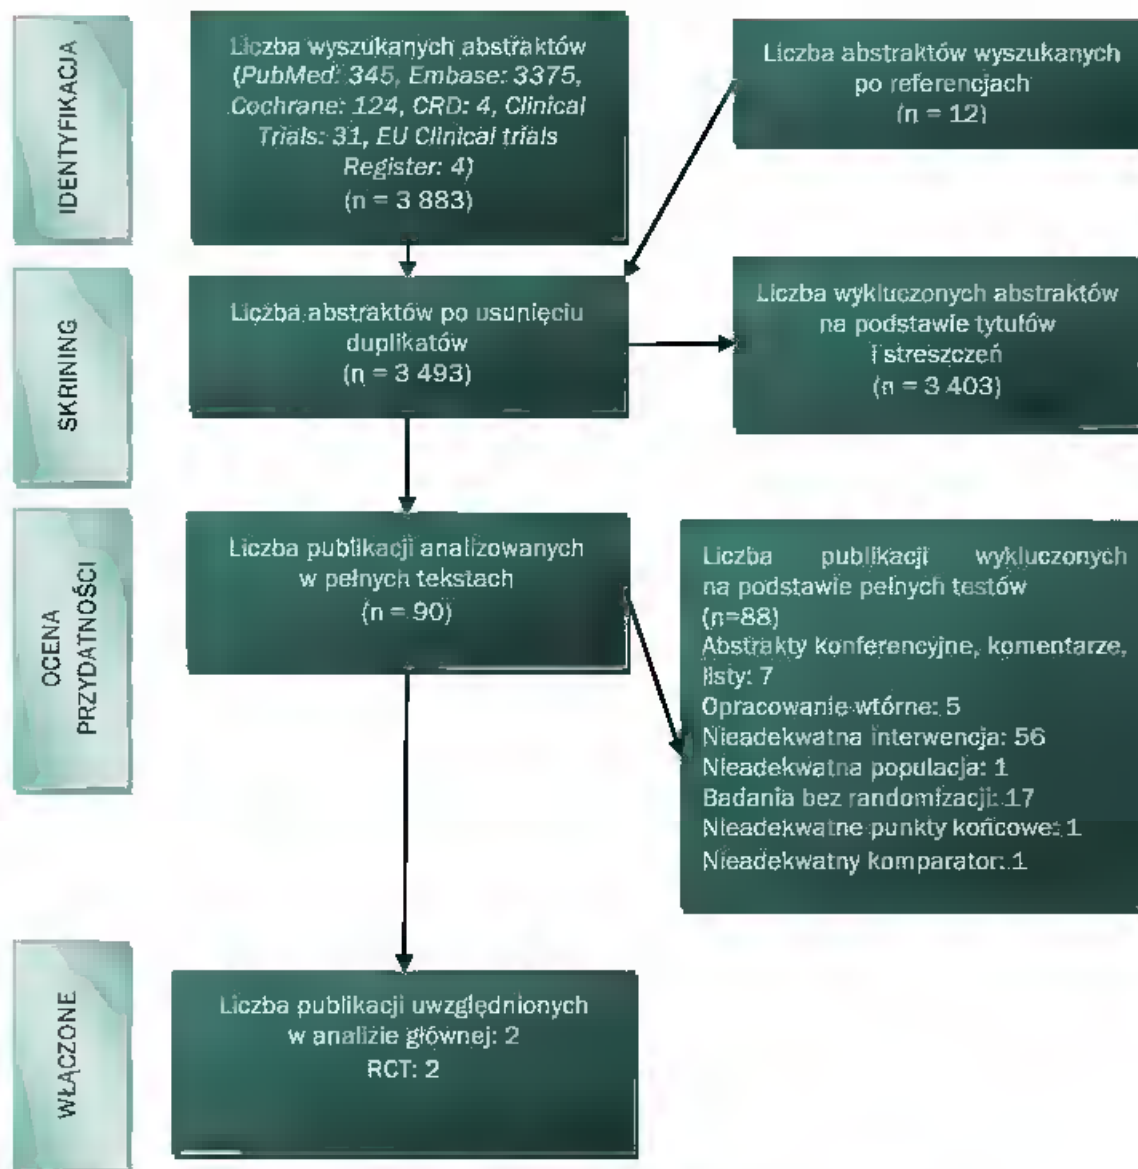 IDENTYFIKACJA
Liczba wyszukanych abstraktów
(PubMed: 345, Embase: 3375,
Cochrane: 124, CRD: 4, Clinical
Trials: 31, EU Clinical trials
Register: 4)
(n = 3 883)
Liczba abstraktów wyszukanych
po referencjach
(n = 12)
SKRINING
Liczba abstraktów po usunięciu
duplikatów
(n = 3 493)
Liczba wykluczonych abstraktów
na podstawie tytułów
i streszczeń
(n = 3 403)
OCENA
PRZYDATNOŚCI
Liczba publikacji analizowanych
w pełnych tekstach
(n = 90)
Liczba publikacji wykluczonych
na podstawie pełnych testów
(n=88)
Abstrakty konferencyjne, komentarze,
listy: 7
Opracowanie wtórne: 5
Nieadekwatna interwencja: 56
Nieadekwatna populacja: 1
Badania bez randomizacji: 17
Nieadekwatne punkty końcowe: 1
Nieadekwatny komparator: 1
WŁĄCZONE
Liczba publikacji uwzględnionych
w analizie głównej: 2
RCT: 2